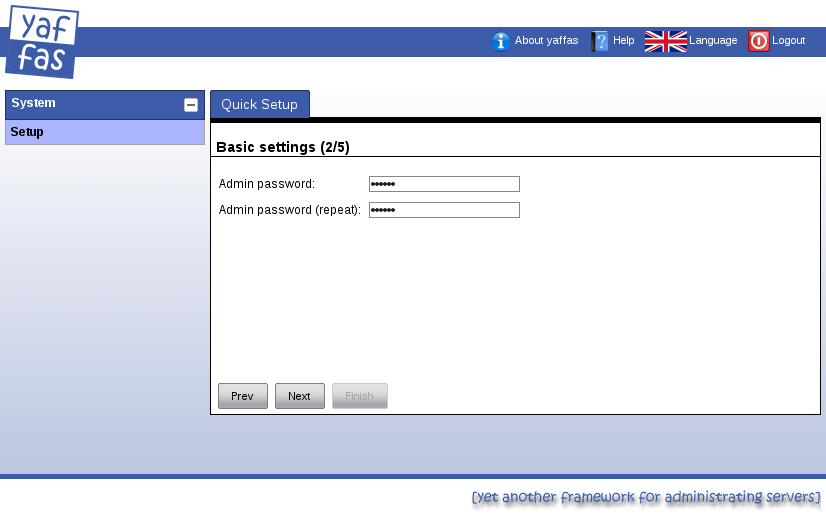 yaf
fas
About yaffas Help Language Logout
System
Quick Setup
Setup
Basic settings (2/5)
Admin password: ••••••
Admin password (repeat): ••••••
Prev Next Finish
[yet another framework for administrating servers]